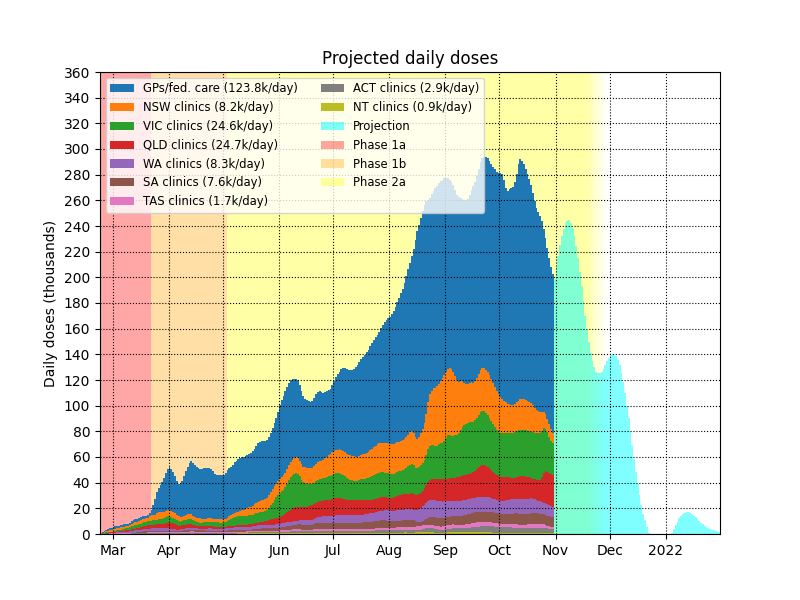 Projected daily doses
Daily doses (thousands)
360
340
320
300
280
260
240
220
200
180
160
140
120
100
80
60
40
20
0
GPs/fed. care (123.8k/day)
NSW clinics (8.2k/day)
VIC clinics (24.6k/day)
QLD clinics (24.7k/day)
WA clinics (8.3k/day)
SA clinics (7.6k/day)
TAS clinics (1.7k/day)
ACT clinics (2.9k/day)
NT clinics (0.9k/day)
Projection
Phase 1a
Phase 1b
Phase 2a
Mar Apr May Jun Jul Aug Sep Oct Nov Dec 2022